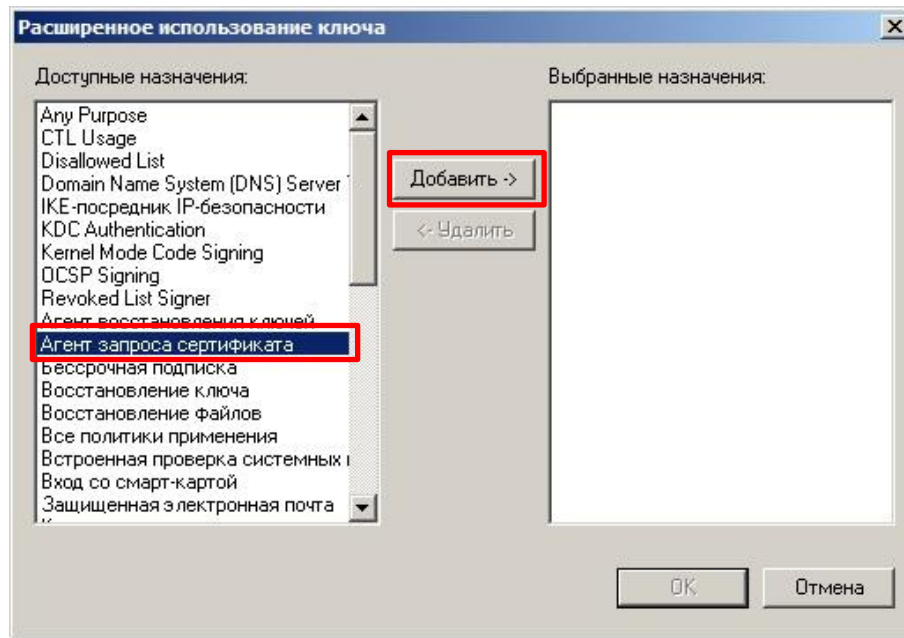 Расширенное использование ключа
Доступные назначения:
Выбранные назначения:
Any Purpose
CTL Usage
Disallowed List
Domain Name System (DNS) Server
IKE-посредник IP-безопасности
KDC Authentication
Kernel Mode Code Signing
OCSP Signing
Revoked List Signer
Агент восстановления ключей
Агент запроса сертификата
Бессрочная подписка
Восстановление ключа
Восстановление файлов
Все политики применения
Встроенная проверка системных
Вход со смарт-картой
Защищенная электронная почта
Добавить ->
<- Удалить
OK
Отмена